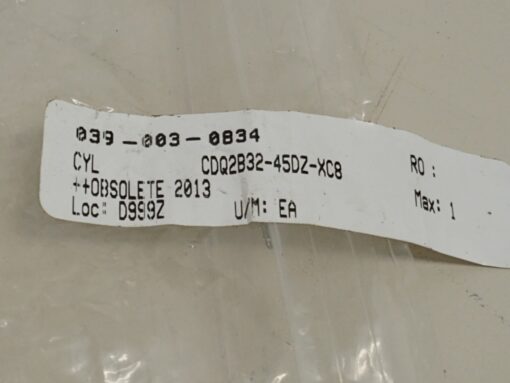 039-003-0834
CYL CDQ2B32-45DZ-XC8 RO:
++OBSOLETE 2013
Loc: D999Z U/M: EA Max: 1